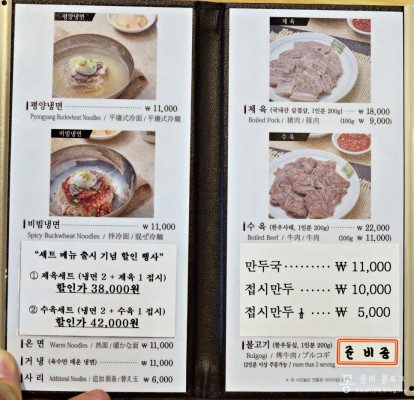 평양냉면
평양냉면 ₩ 11,000
Pyongyang Buckwheat Noodles / 平壤式冷面 / 平壤式冷麺
비빔냉면
비빔냉면 ₩ 11,000
Spicy Buckwheat Noodles / 拌冷面 / 混ぜ冷麺
“세트 메뉴 출시 기념 할인 행사”
① 제육세트 (냉면 2 + 제육 1 접시)
할인가 38,000원
② 수육세트 (냉면 2 + 수육 1 접시)
할인가 42,000원
온 면 Warm Noodles / 热面 / 暖かな面 ₩ 11,000
거 냉 (육수만 매운 냉면) ₩ 11,000
사 리 Additional Noodles / 追加面条 / 替え玉 ₩ 6,000
제 육
제 육 (국내산 삼겹살, 1인분 200g) ₩ 18,000
Boiled Pork / 猪肉 / 豚肉 (100g ₩ 9,000)
수 육
수 육 (한우사태, 1인분 200g) ₩ 22,000
Boiled Beef / 牛肉 / 牛肉 (100g ₩ 11,000)
만두국 ········· ₩ 11,000
접시만두 ······ ₩ 10,000
접시만두 ½ ···· ₩ 5,000
불고기 (한우등심, 1인분 200g)
Bulgogi / 烤牛肉 / プルコギ
(2인분 이상 주문가능 / more than 2 serving
준비중